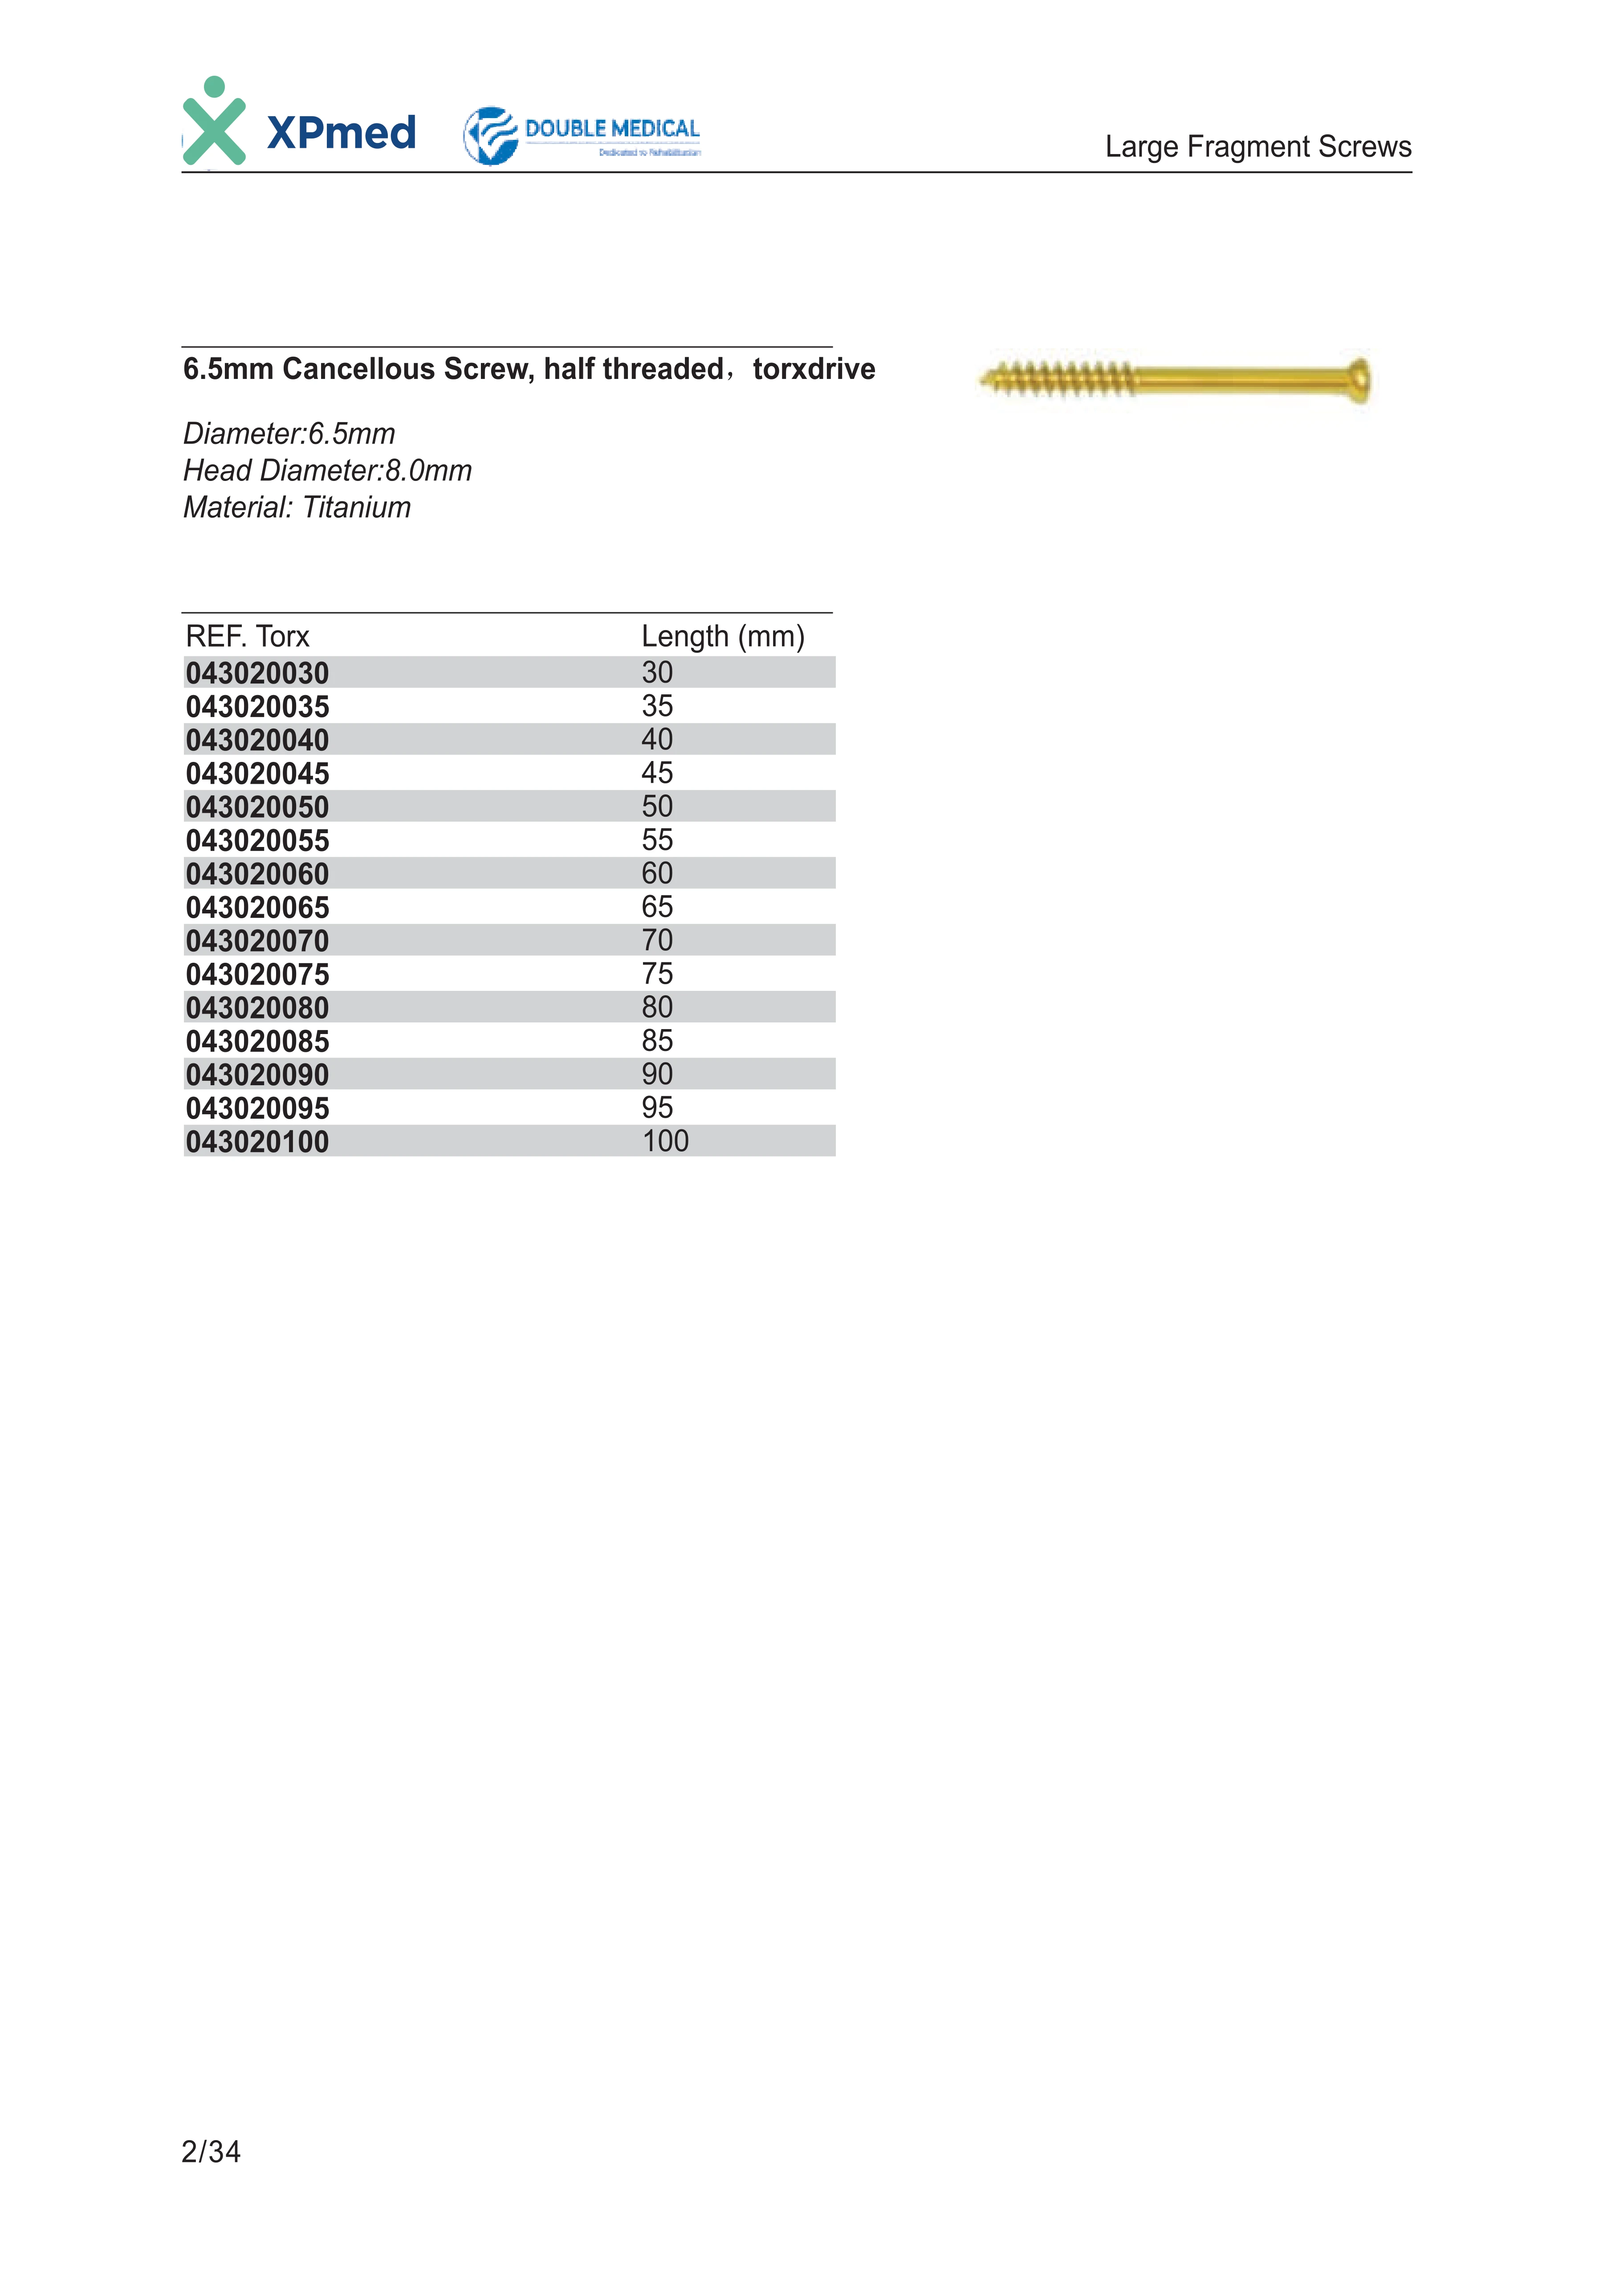 XPmed
DOUBLE MEDICAL
Dedicated to Rehabilitation
Large Fragment Screws
6.5mm Cancellous Screw, half threaded，torxdrive
Diameter:6.5mm
Head Diameter:8.0mm
Material: Titanium
REF. Torx Length (mm)
043020030 30
043020035 35
043020040 40
043020045 45
043020050 50
043020055 55
043020060 60
043020065 65
043020070 70
043020075 75
043020080 80
043020085 85
043020090 90
043020095 95
043020100 100
2/34